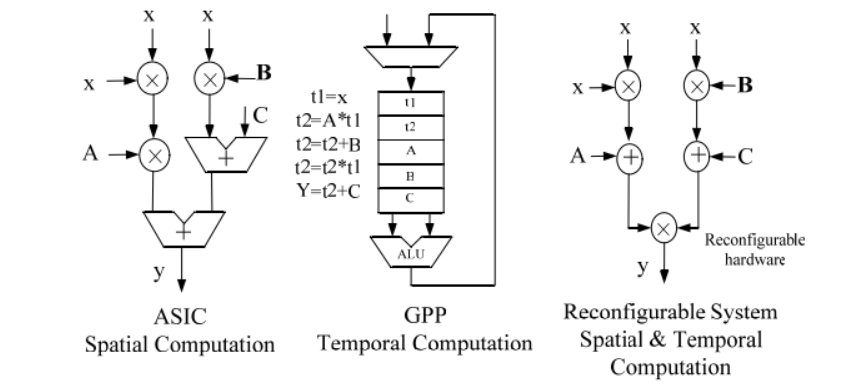 x x
x × × B
C
A × +
+
y
ASIC
Spatial Computation
t1=x
t2=A*t1
t2=t2+B
t2=t2*t1
Y=t2+C
t1
t2
A
B
C
ALU
GPP
Temporal Computation
x x
x × × B
A + + C
×
Reconfigurable
hardware
y
Reconfigurable System
Spatial & Temporal
Computation